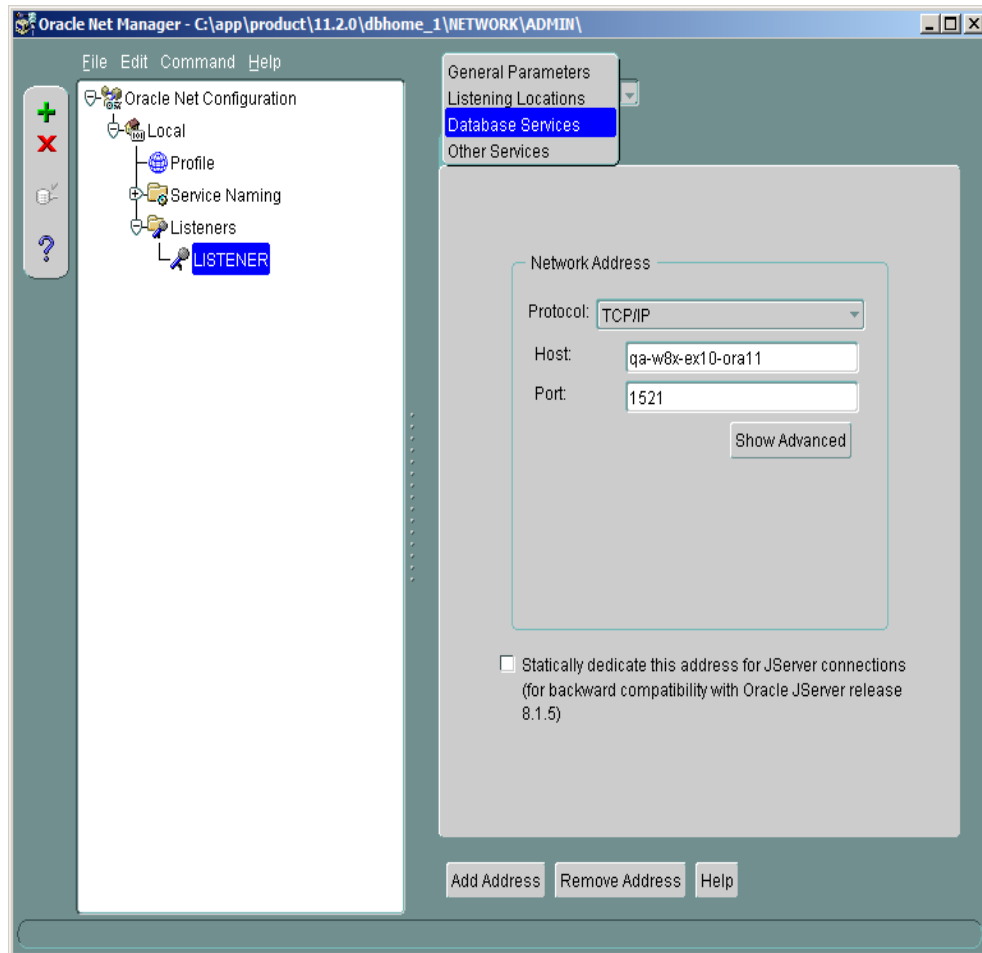 Oracle Net Manager - C:\app\product\11.2.0\dbhome_1\NETWORK\ADMIN\
File Edit Command Help
Oracle Net Configuration
Local
Profile
Service Naming
Listeners
LISTENER
General Parameters
Listening Locations
Database Services
Other Services
Network Address
Protocol: TCP/IP
Host: qa-w8x-ex10-ora11
Port: 1521
Show Advanced
Statically dedicate this address for JServer connections
(for backward compatibility with Oracle JServer release
8.1.5)
Add Address Remove Address Help